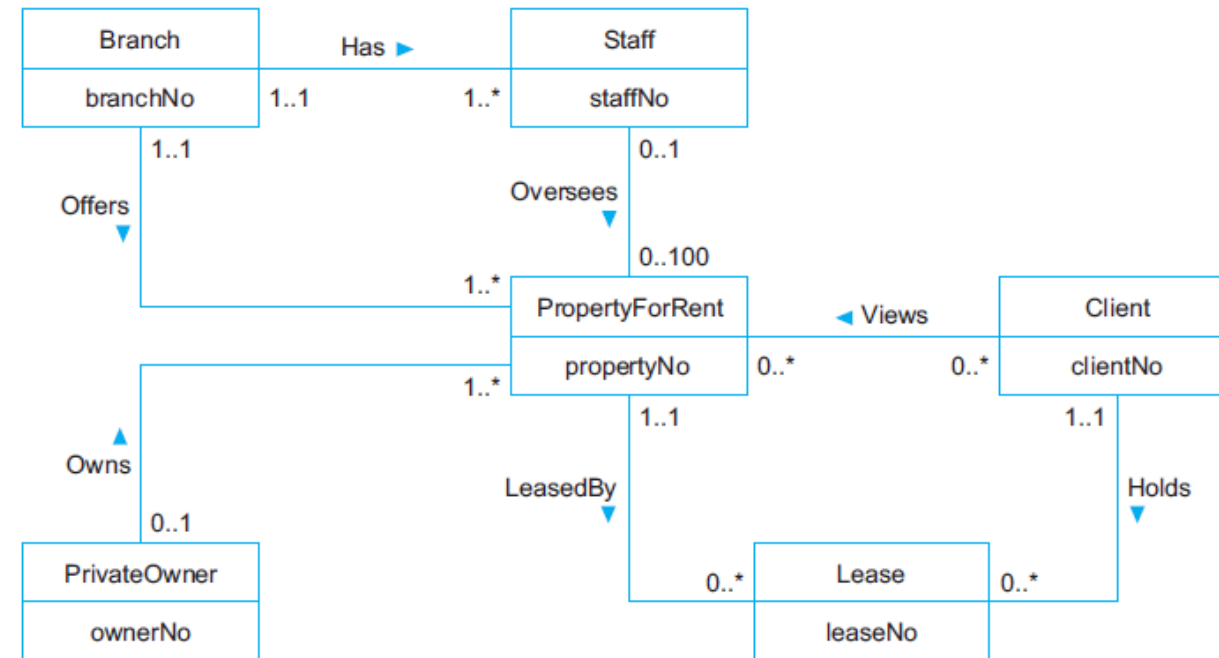 Branch
Has ►
Staff
branchNo
1..1
1..*
staffNo
1..1
0..1
Offers
▼
Oversees
▼
0..100
1..*
PropertyForRent
◄ Views
Client
propertyNo
0..*
0..*
clientNo
1..*
1..1
1..1
▲
Owns
LeasedBy
▼
Holds
▼
0..1
PrivateOwner
0..*
Lease
0..*
ownerNo
leaseNo